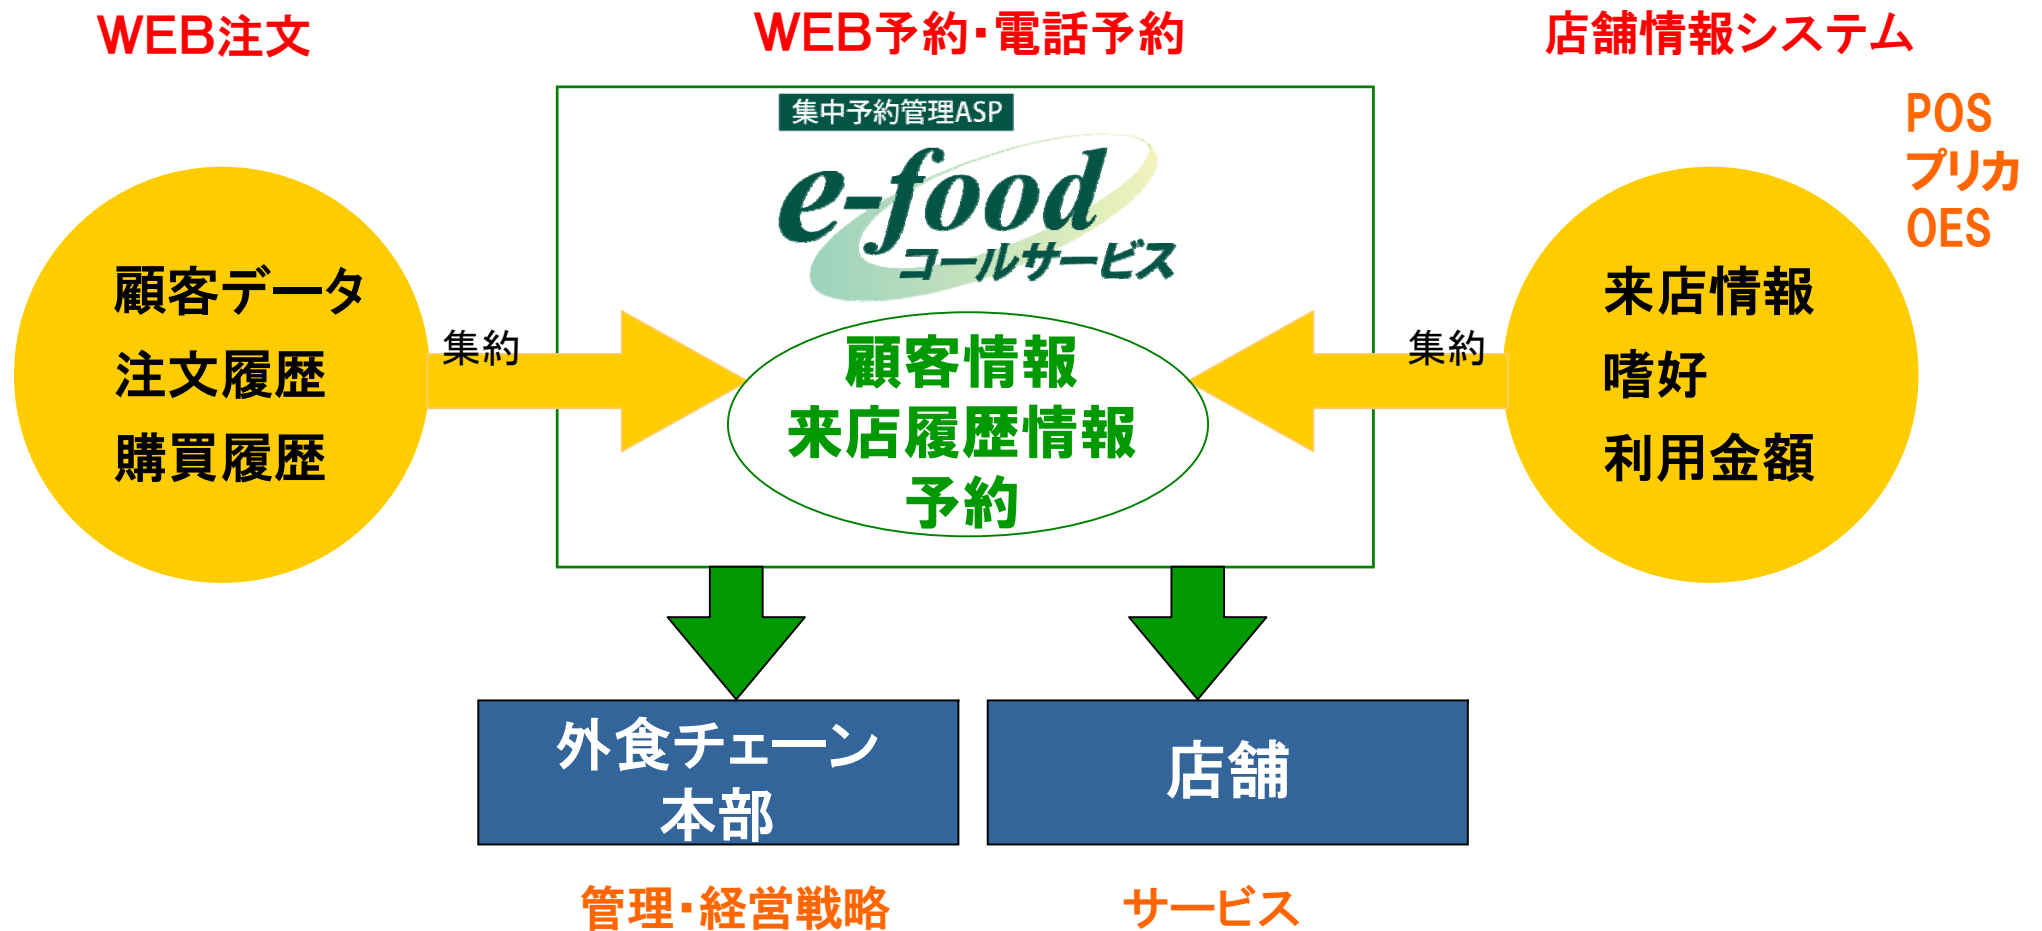 WEB注文
WEB予約・電話予約
店舗情報システム
POS
プリカ
OES
集中予約管理ASP
e-food
コールサービス
顧客データ
注文履歴
購買履歴
集約
顧客情報
来店履歴情報
予約
集約
来店情報
嗜好
利用金額
外食チェーン
本部
店舗
管理・経営戦略
サービス